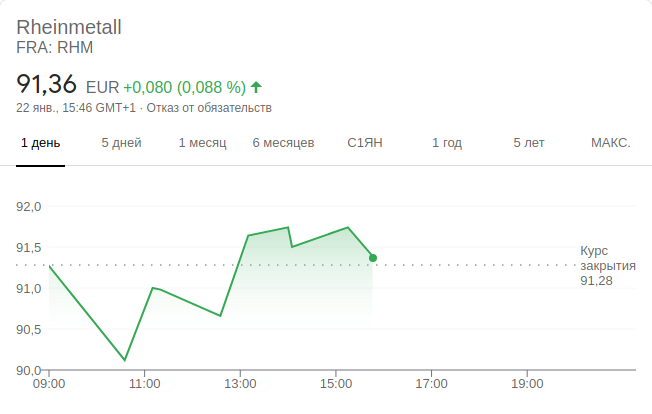 Rheinmetall
FRA: RHM
91,36 EUR +0,080 (0,088 %)
22 янв., 15:46 GMT+1 · Отказ от обязательств
1 день 5 дней 1 месяц 6 месяцев С1ЯН 1 год 5 лет МАКС.
92,0
91,5
91,0
90,5
90,0
Курс
закрытия
91,28
09:00 11:00 13:00 15:00 17:00 19:00